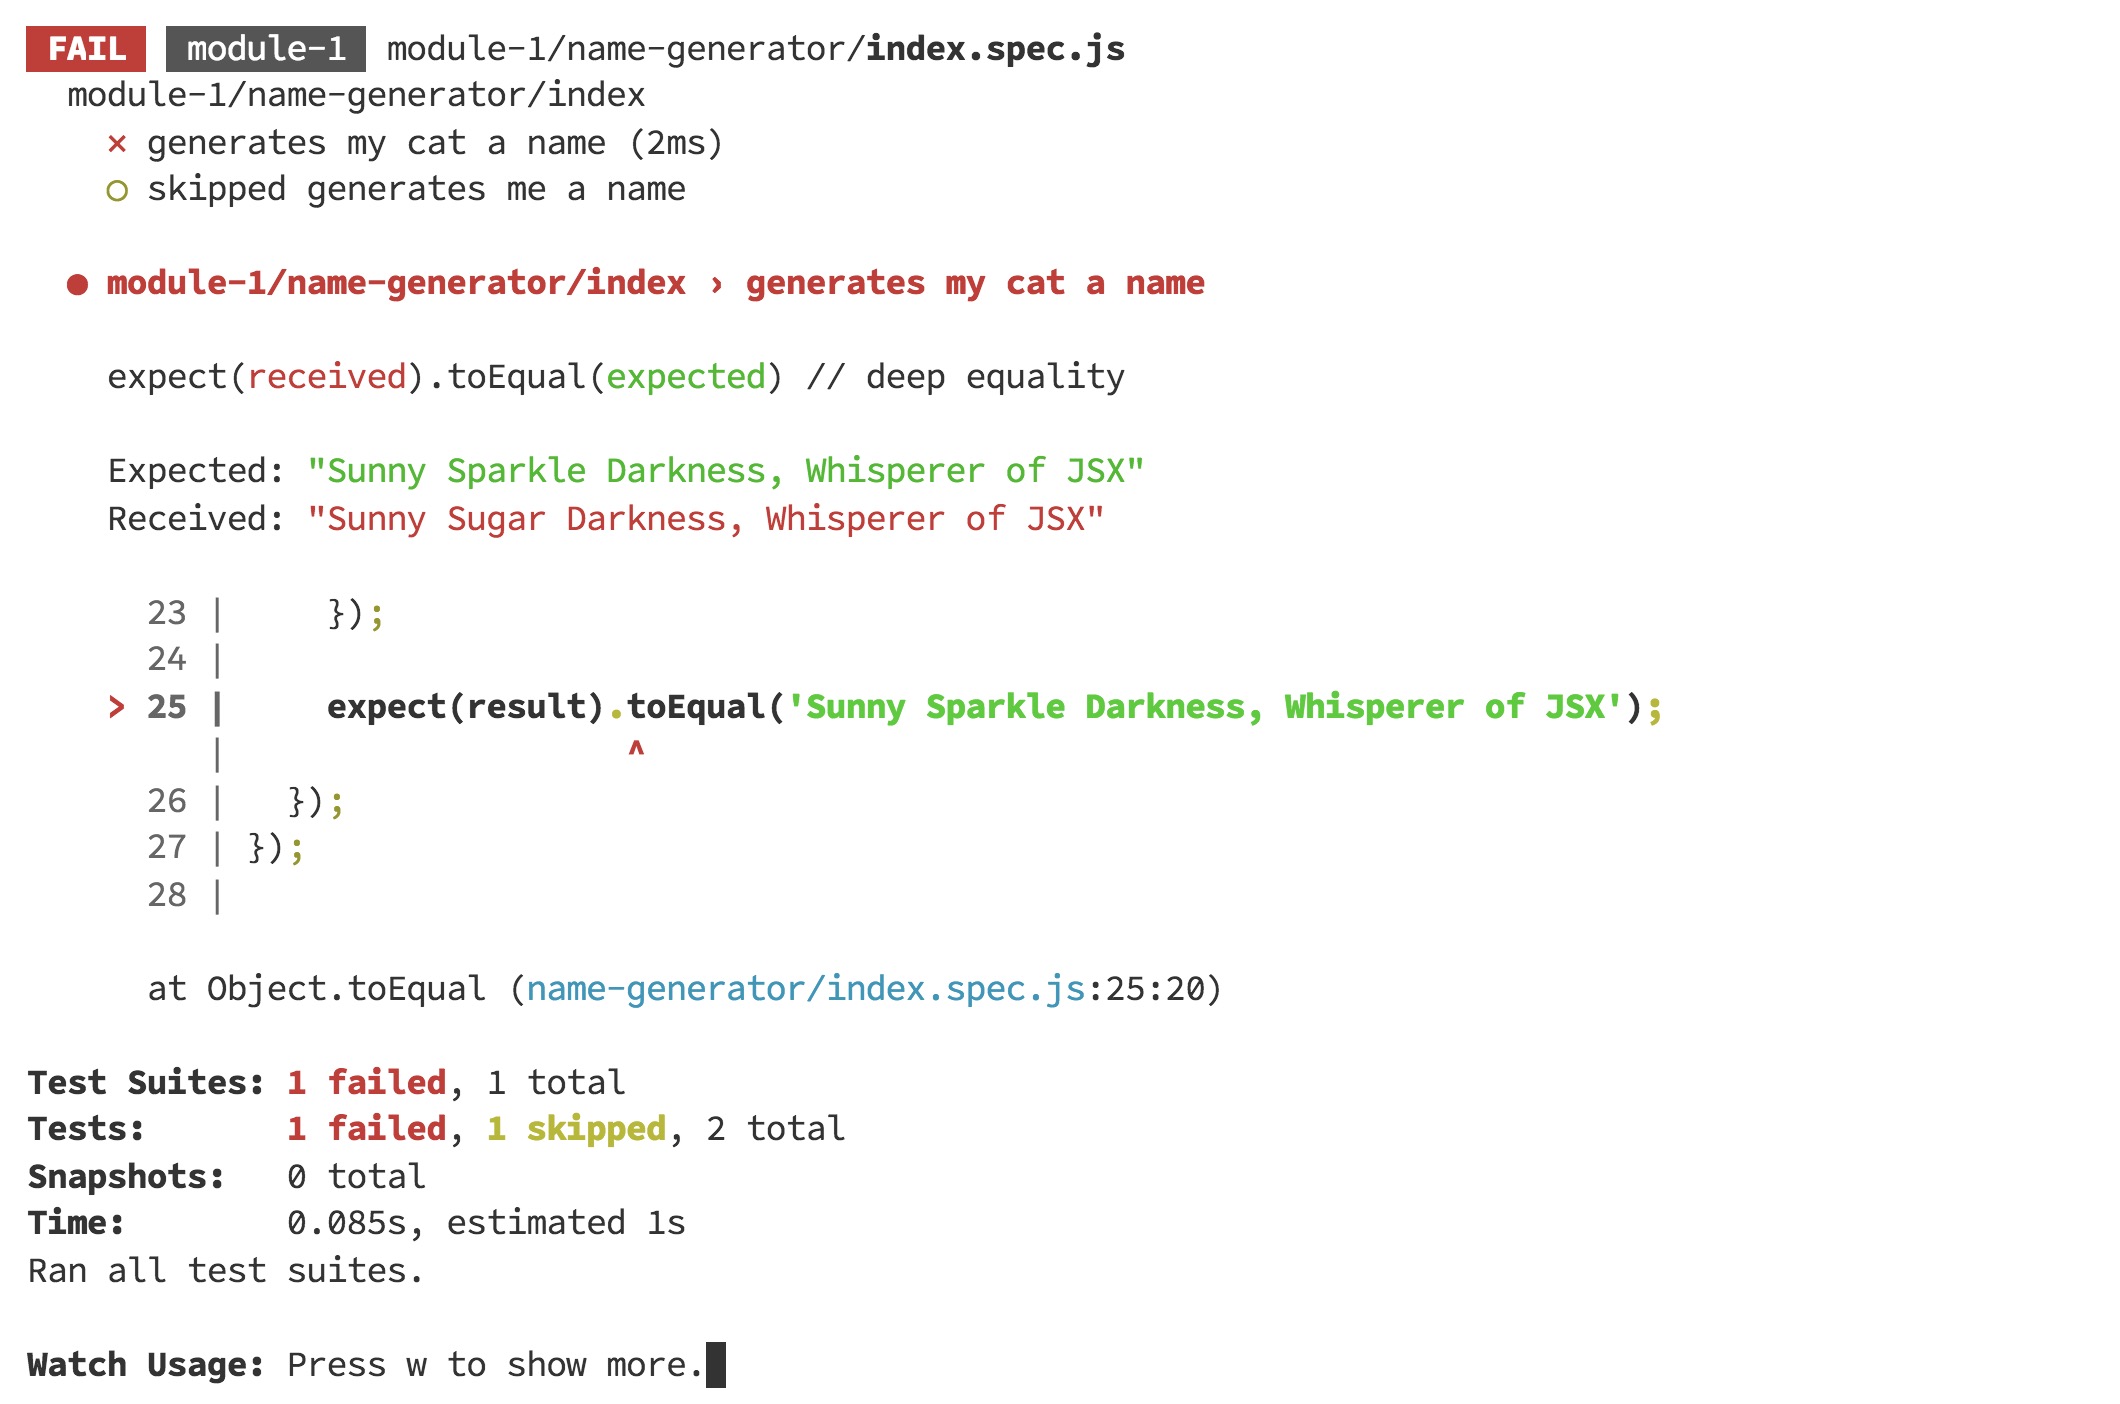 FAIL module-1 module-1/name-generator/index.spec.js
module-1/name-generator/index
× generates my cat a name (2ms)
○ skipped generates me a name
● module-1/name-generator/index › generates my cat a name
expect(received).toEqual(expected) // deep equality
Expected: "Sunny Sparkle Darkness, Whisperer of JSX"
Received: "Sunny Sugar Darkness, Whisperer of JSX"
23 |     });
24 |
> 25 |     expect(result).toEqual('Sunny Sparkle Darkness, Whisperer of JSX');
|                    ^
26 |   });
27 | });
28 |
at Object.toEqual (name-generator/index.spec.js:25:20)
Test Suites: 1 failed, 1 total
Tests:       1 failed, 1 skipped, 2 total
Snapshots:   0 total
Time:        0.085s, estimated 1s
Ran all test suites.
Watch Usage: Press w to show more.